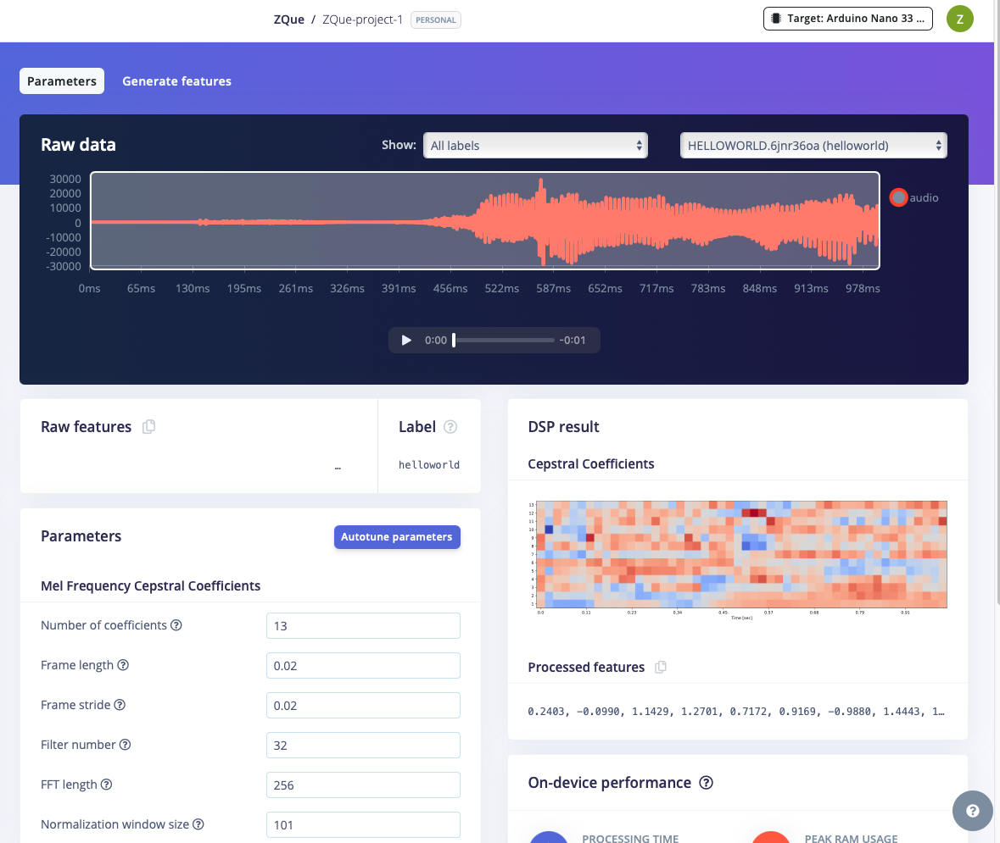 ZQue / ZQue-project-1 PERSONAL
Target: Arduino Nano 33 ...
Z
Parameters
Generate features
Raw data
Show:
All labels
HELLOWORLD.6jnr36oa (helloworld)
30000
20000
10000
0
-10000
-20000
-30000
audio
0ms 65ms 130ms 195ms 261ms 326ms 391ms 456ms 522ms 587ms 652ms 717ms 783ms 848ms 913ms 978ms
0:00 -0:01
Raw features
...
Label ?
helloworld
Parameters
Autotune parameters
Mel Frequency Cepstral Coefficients
Number of coefficients ? 13
Frame length ? 0.02
Frame stride ? 0.02
Filter number ? 32
FFT length ? 256
Normalization window size ? 101
DSP result
Cepstral Coefficients
13
12
11
10
9
8
7
6
5
4
3
2
1
0.0 0.11 0.23 0.34 0.45 0.57 0.68 0.79 0.91
Time [sec]
Processed features
0.2403, -0.0990, 1.1429, 1.2701, 0.7172, 0.9169, -0.9880, 1.4443, 1…
On-device performance ?
PROCESSING TIME
PEAK RAM USAGE
?